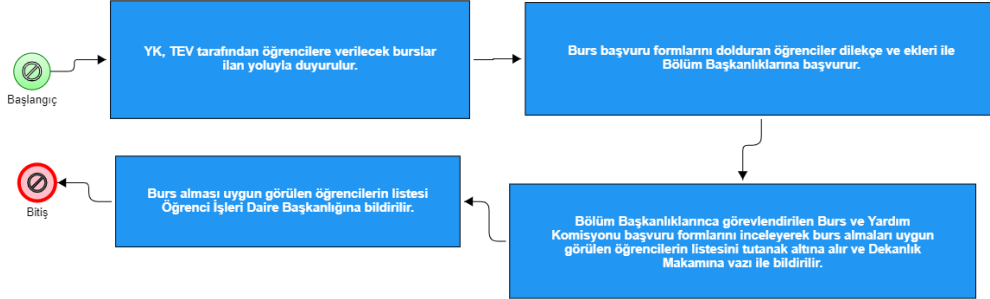 YK, TEV tarafından öğrencilere verilecek burslar
ilan yoluyla duyurulur.
Burs başvuru formlarını dolduran öğrenciler dilekçe ve ekleri ile
Bölüm Başkanlıklarına başvurur.
Başlangıç
Bölüm Başkanlıklarınca görevlendirilen Burs ve Yardım
Komisyonu başvuru formlarını inceleyerek burs almaları uygun
görülen öğrencilerin listesini tutanak altına alır ve Dekanlık
Makamına vazı ile bildirilir.
Burs alması uygun görülen öğrencilerin listesi
Öğrenci İşleri Daire Başkanlığına bildirilir.
Bitiş